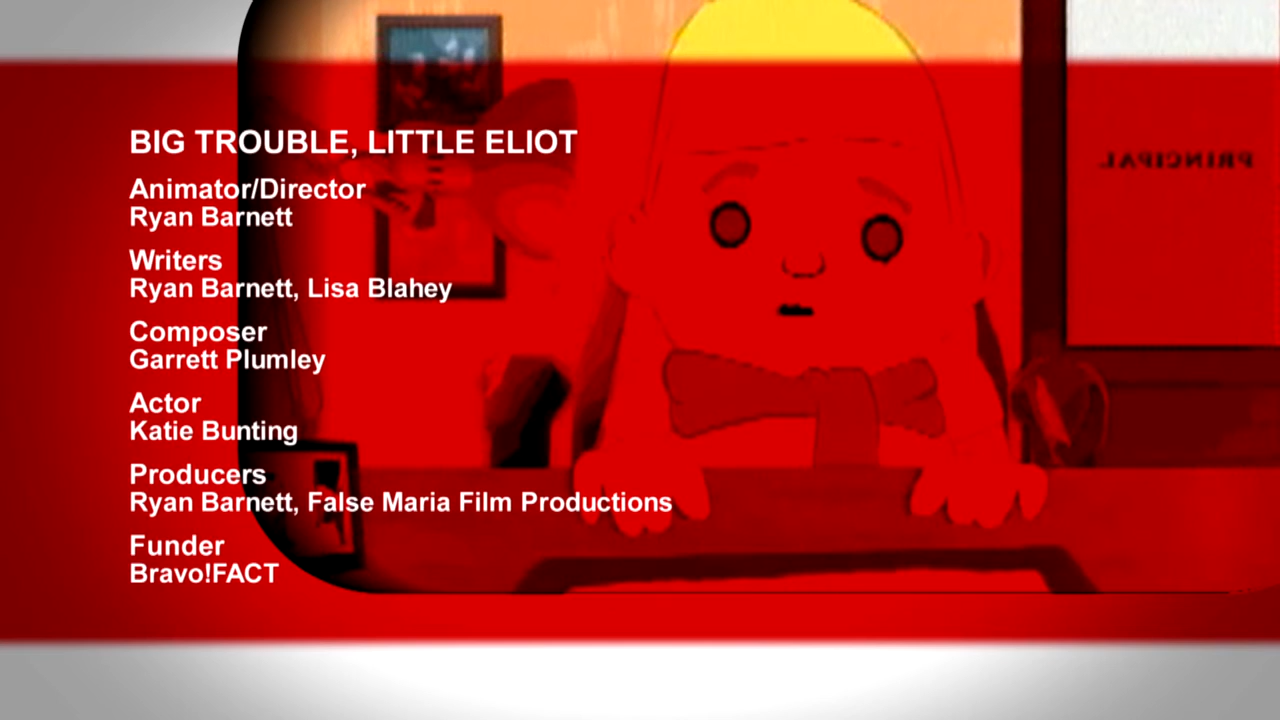 BIG TROUBLE, LITTLE ELIOT
Animator/Director
Ryan Barnett
Writers
Ryan Barnett, Lisa Blahey
Composer
Garrett Plumley
Actor
Katie Bunting
Producers
Ryan Barnett, False Maria Film Productions
Funder
Bravo!FACT
PRINCIPAL